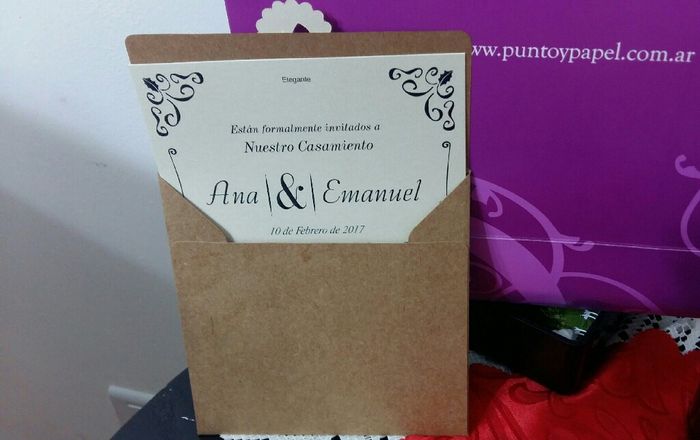 www.puntoypapel.com.ar
Elegante
Están formalmente invitados a
Nuestro Casamiento
Ana & Emanuel
10 de Febrero de 2017